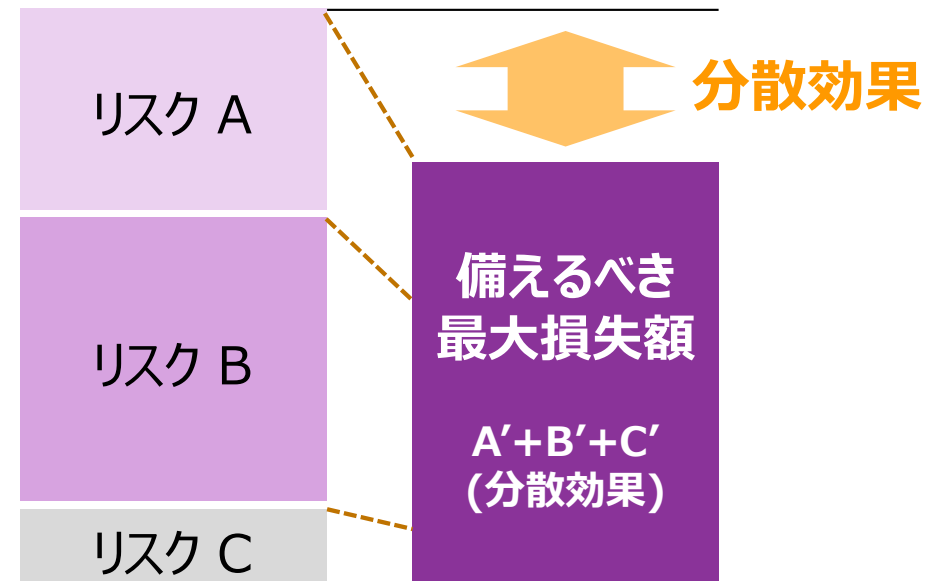 リスク A
分散効果
リスク B
備えるべき
最大損失額
A′+B′+C′
(分散効果)
リスク C